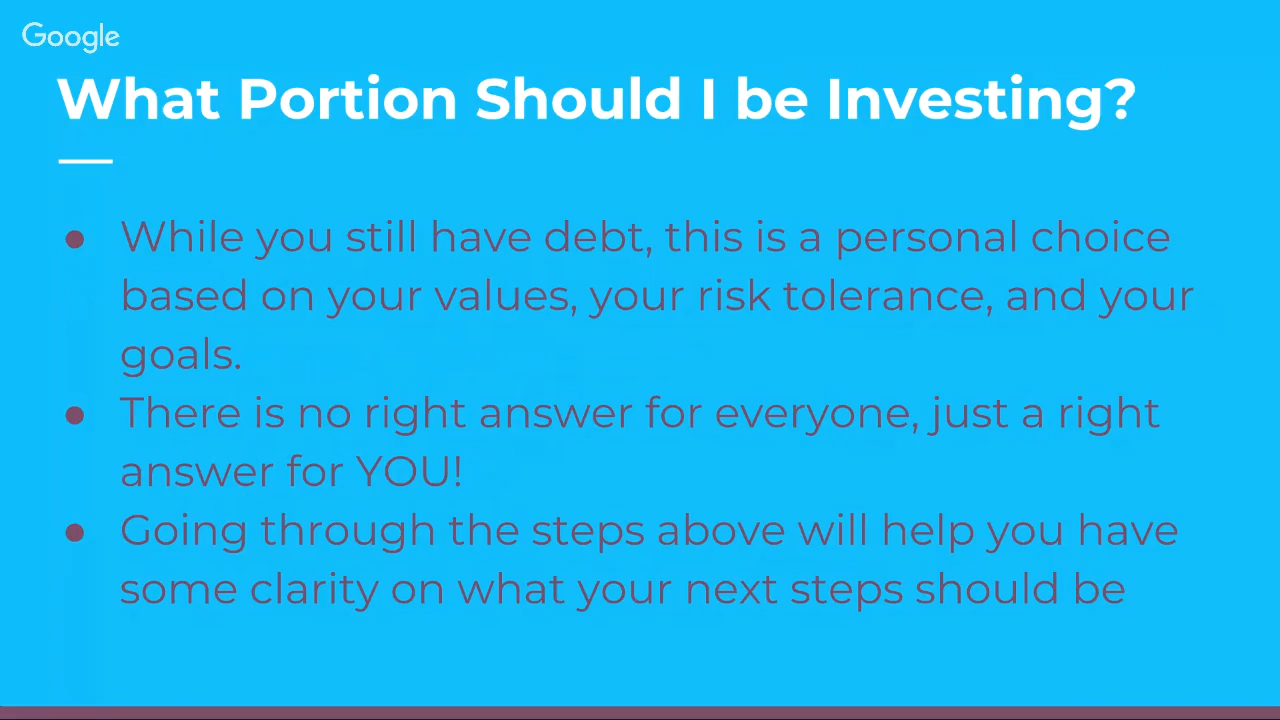 Google
What Portion Should I be Investing?
● While you still have debt, this is a personal choice
based on your values, your risk tolerance, and your
goals.
● There is no right answer for everyone, just a right
answer for YOU!
● Going through the steps above will help you have
some clarity on what your next steps should be